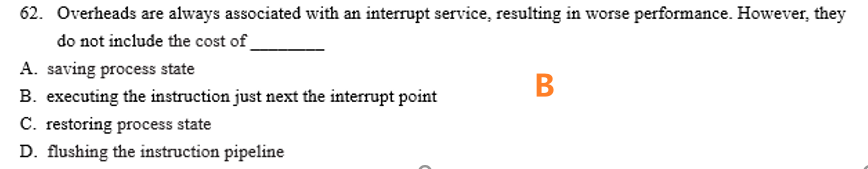 62. Overheads are always associated with an interrupt service, resulting in worse performance. However, they
do not include the cost of ________
A. saving process state
B. executing the instruction just next the interrupt point
B
C. restoring process state
D. flushing the instruction pipeline